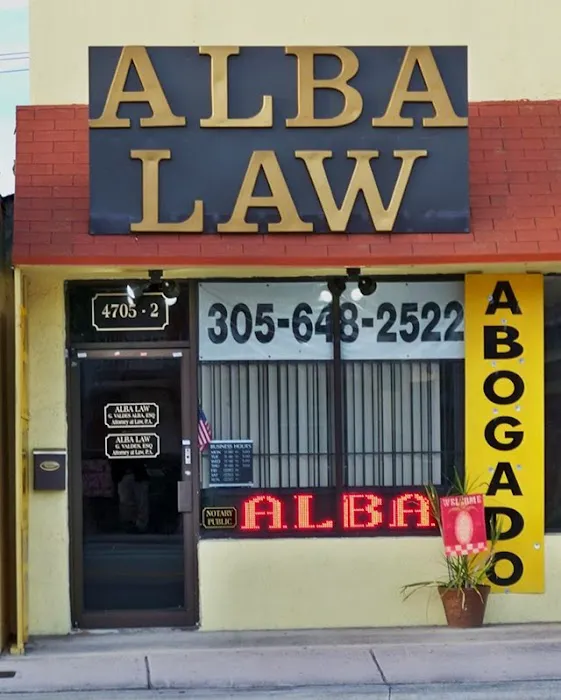 ALBA
LAW
4705 - 2
305-648-2522
ABOGADO
ALBA LAW
G. VALDES ALBA, ESQ
Attorney at Law, P.A.
ALBA LAW
G. VALDES, ESQ
Attorney at Law, P.A.
BUSINESS HOURS
NOTARY
PUBLIC
ALBA
WELCOME